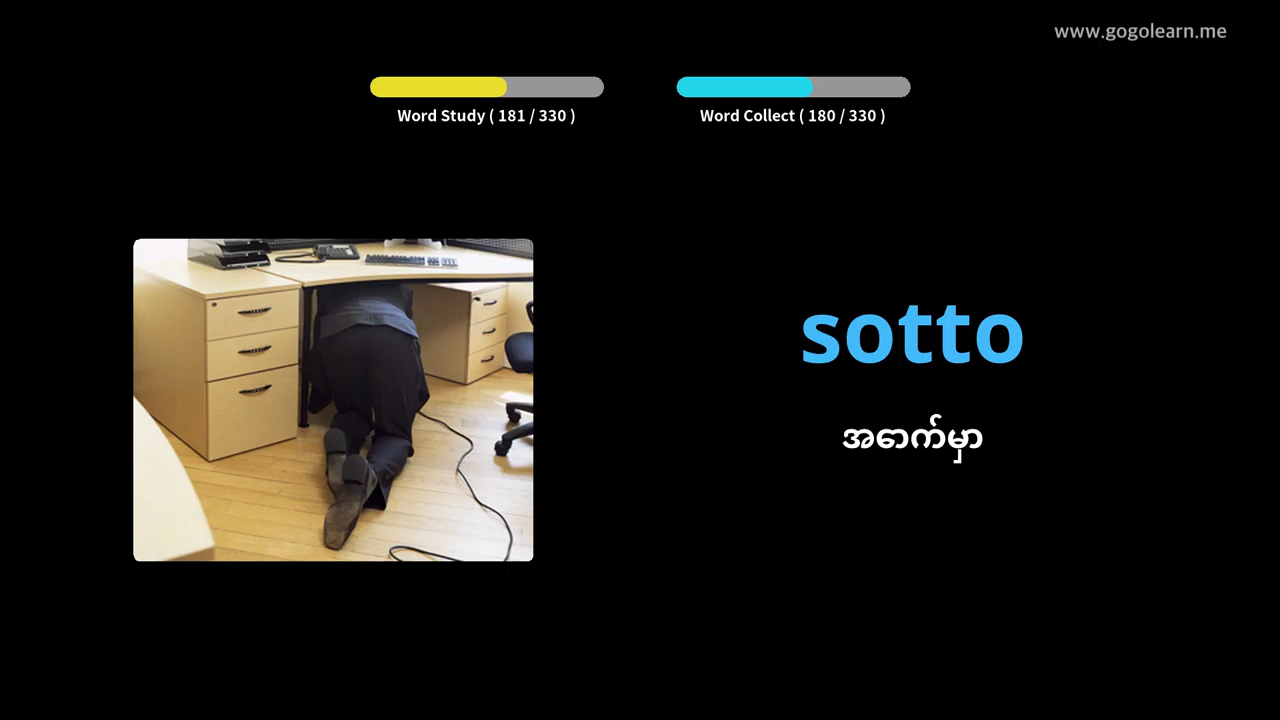 www.gogolearn.me
Word Study ( 181 / 330 )
Word Collect ( 180 / 330 )
sotto
အောက်မှာ